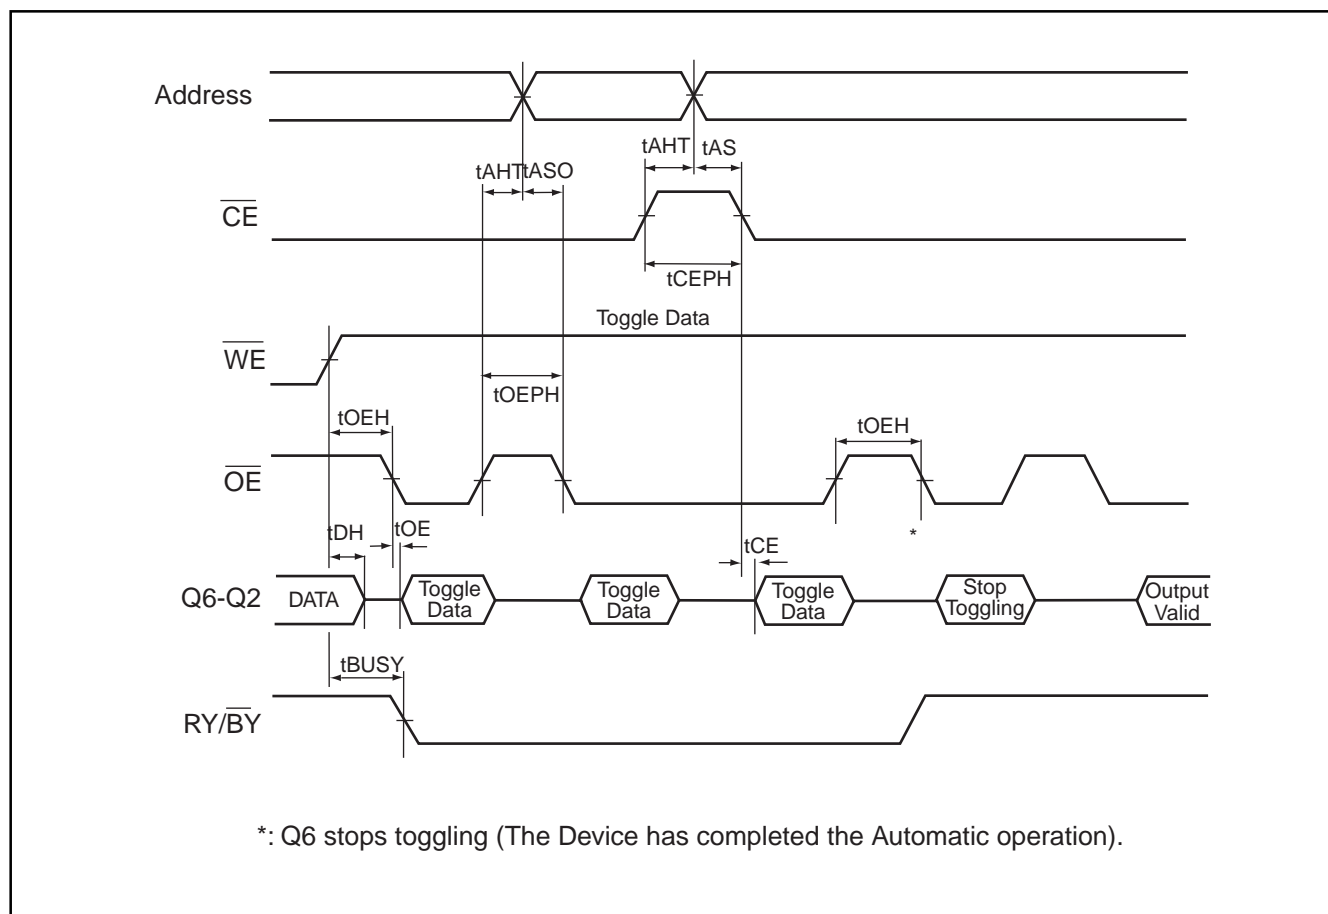 Address
tAHT tAS
tAHT tASO
CE
tCEPH
Toggle Data
WE
tOEPH
tOEH
tOEH
OE
tDH
tOE
*
tCE
Q6-Q2
DATA
Toggle
Data
Toggle
Data
Toggle
Data
Stop
Toggling
Output
Valid
tBUSY
RY/BY
*: Q6 stops toggling (The Device has completed the Automatic operation).